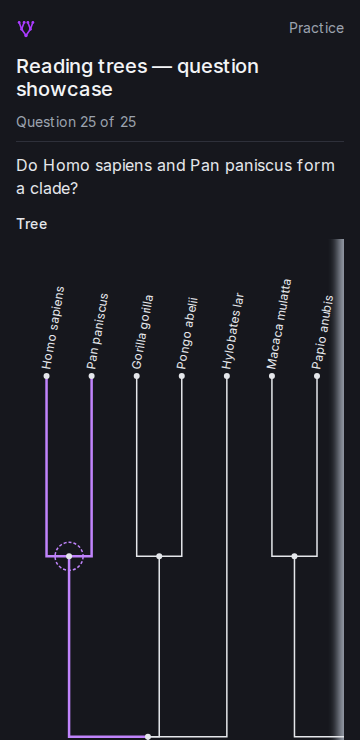 Practice
Reading trees — question
showcase
Question 25 of 25
Do Homo sapiens and Pan paniscus form
a clade?
Tree
Homo sapiens
Pan paniscus
Gorilla gorilla
Pongo abelii
Hylobates lar
Macaca mulatta
Papio anubis